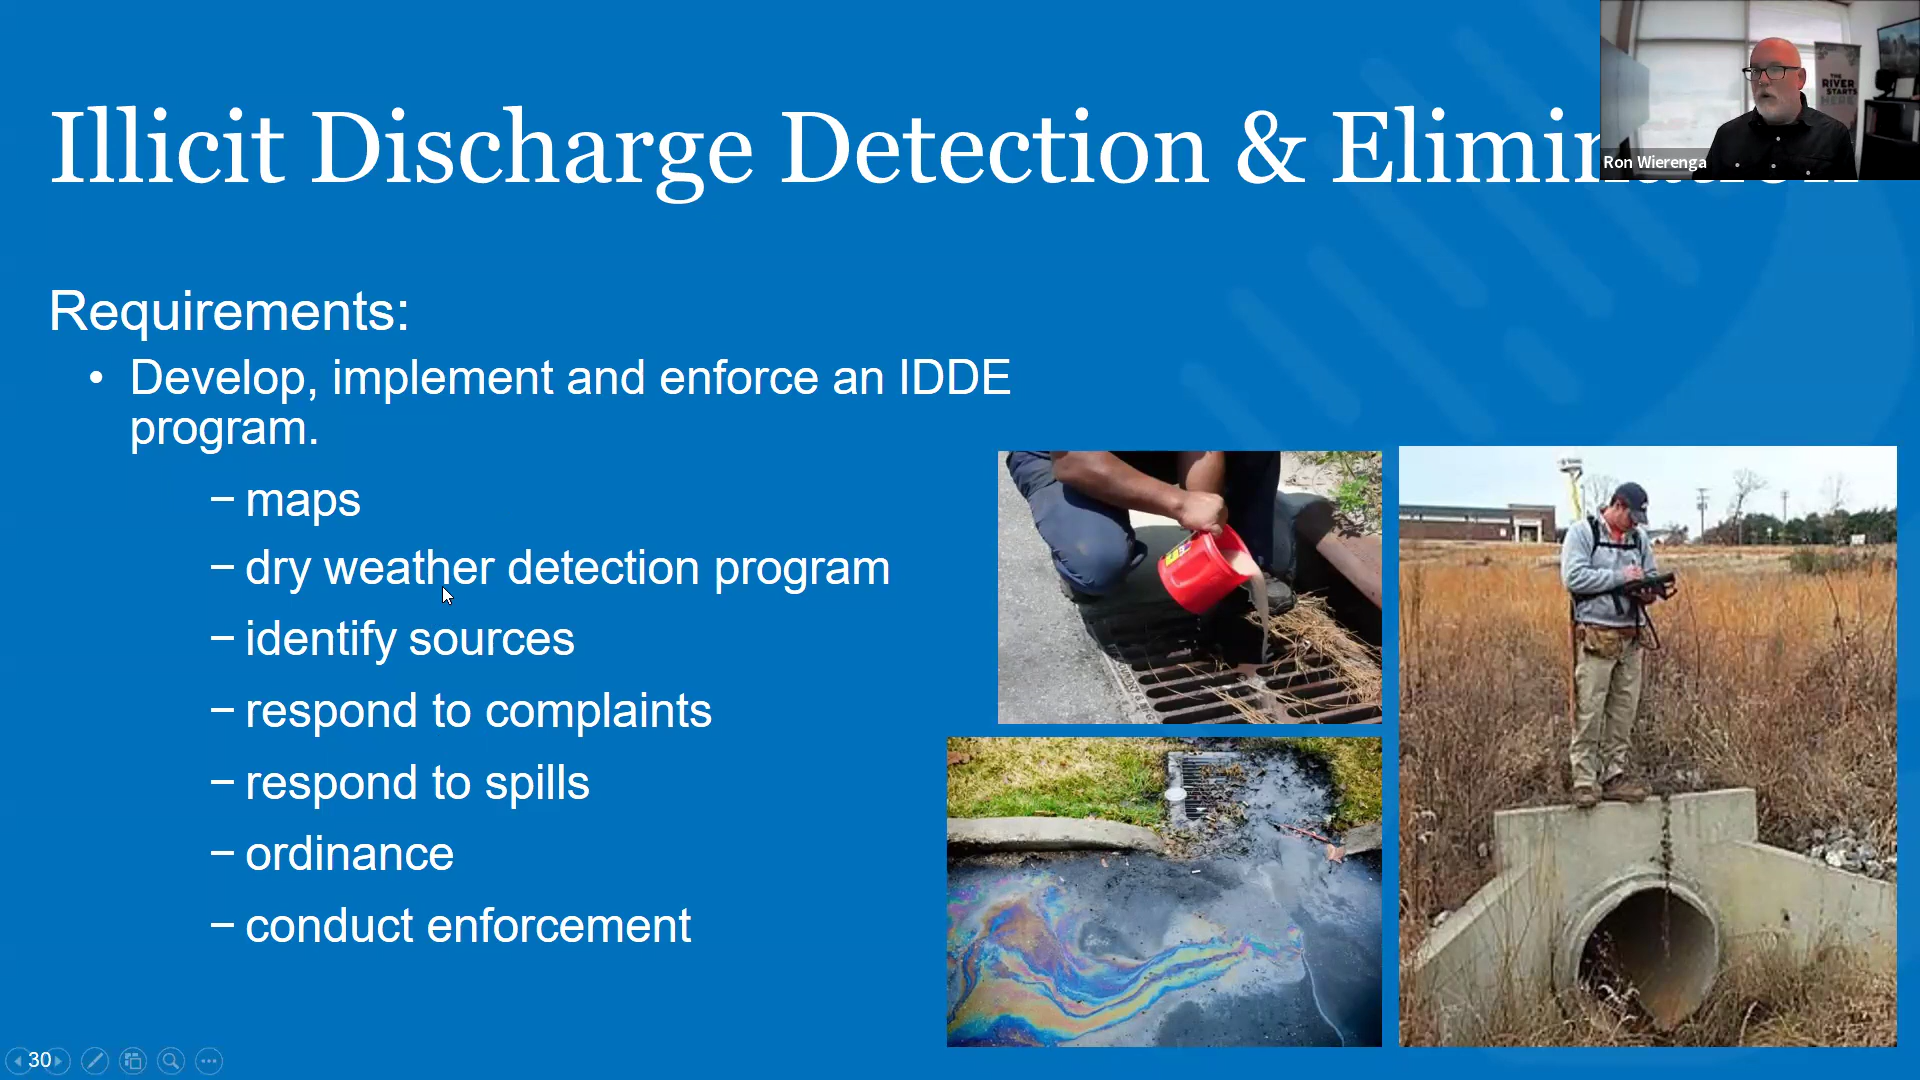 Illicit Discharge Detection & Elimination
THE
RIVER
STARTS
HERE
Ron Wierenga
Requirements:
• Develop, implement and enforce an IDDE
program.
– maps
– dry weather detection program
– identify sources
– respond to complaints
– respond to spills
– ordinance
– conduct enforcement
30